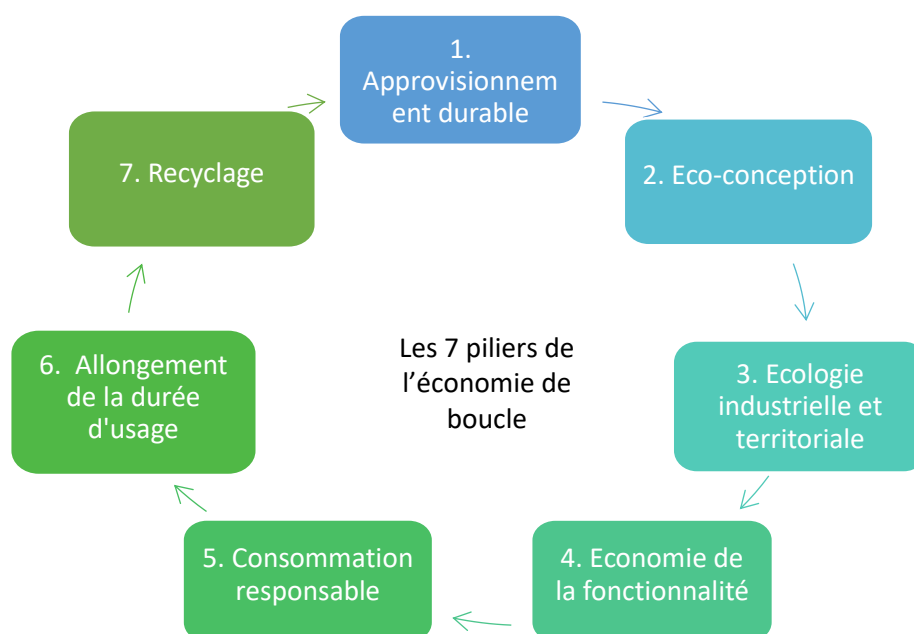 1.
Approvisionnem
ent durable
2. Eco-conception
3. Ecologie
industrielle et
territoriale
4. Economie de
la fonctionnalité
5. Consommation
responsable
6. Allongement
de la durée
d'usage
7. Recyclage
Les 7 piliers de
l’économie de
boucle